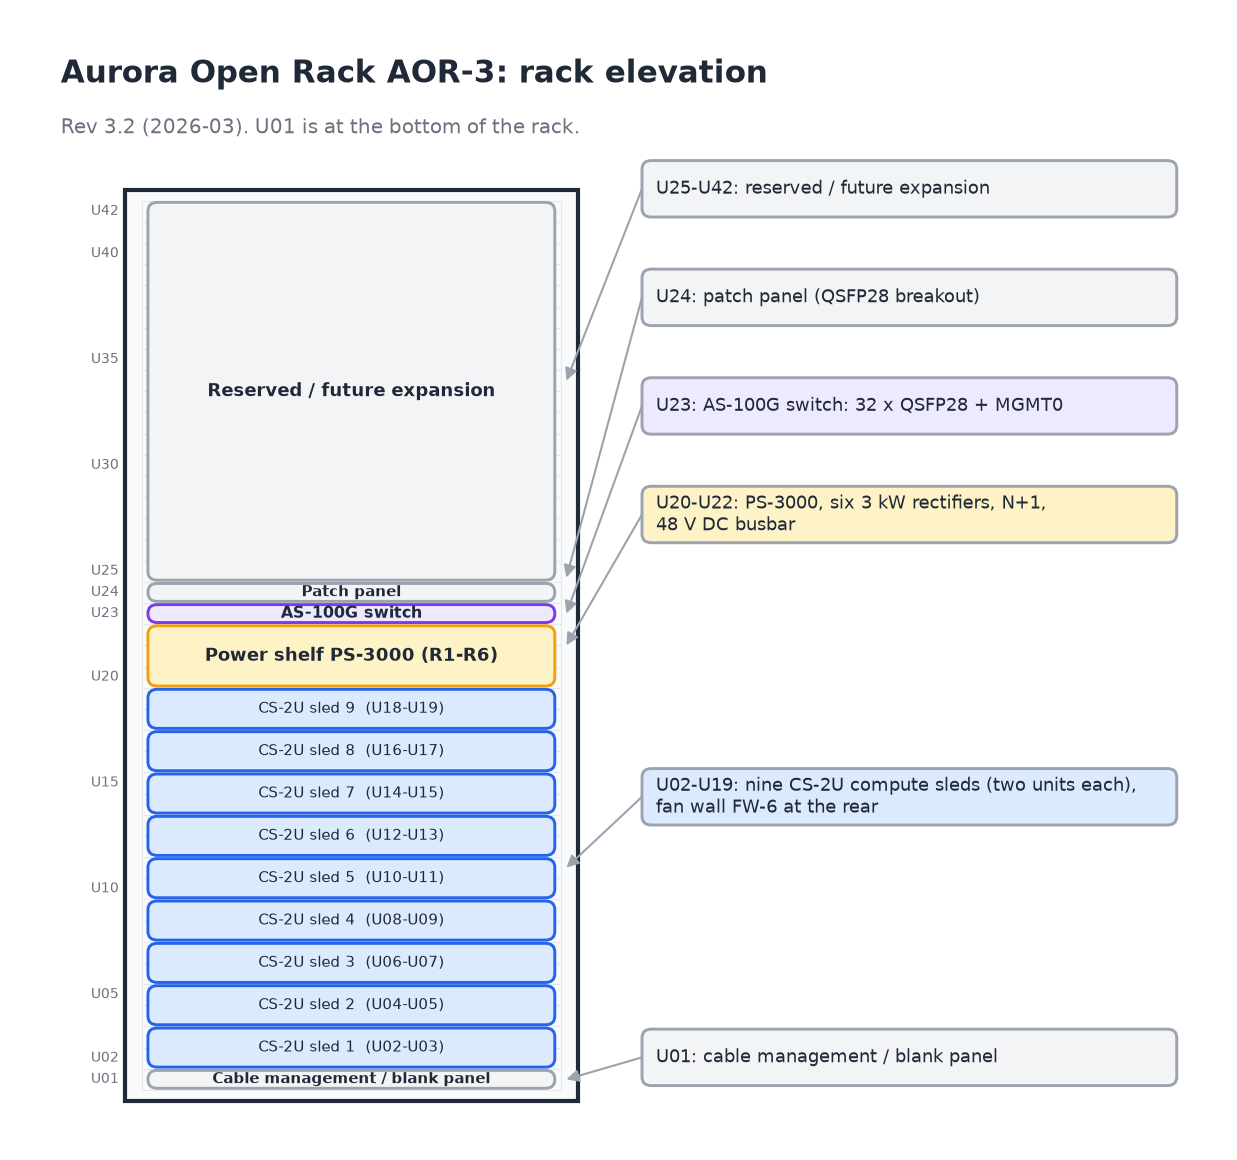 Aurora Open Rack AOR-3: rack elevation
Rev 3.2 (2026-03). U01 is at the bottom of the rack.
U42
U40
U35
U30
U25
U24
U23
U20
U15
U10
U05
U02
U01
Reserved / future expansion
Patch panel
AS-100G switch
Power shelf PS-3000 (R1-R6)
CS-2U sled 9 (U18-U19)
CS-2U sled 8 (U16-U17)
CS-2U sled 7 (U14-U15)
CS-2U sled 6 (U12-U13)
CS-2U sled 5 (U10-U11)
CS-2U sled 4 (U08-U09)
CS-2U sled 3 (U06-U07)
CS-2U sled 2 (U04-U05)
CS-2U sled 1 (U02-U03)
Cable management / blank panel
U25-U42: reserved / future expansion
U24: patch panel (QSFP28 breakout)
U23: AS-100G switch: 32 x QSFP28 + MGMT0
U20-U22: PS-3000, six 3 kW rectifiers, N+1,
48 V DC busbar
U02-U19: nine CS-2U compute sleds (two units each),
fan wall FW-6 at the rear
U01: cable management / blank panel